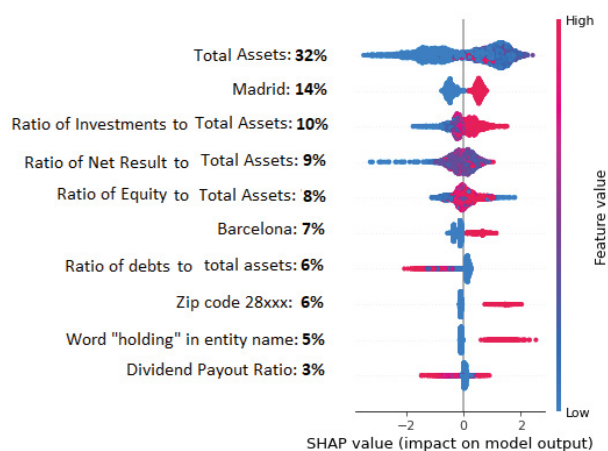 High
Total Assets: 32%
Madrid: 14%
Ratio of Investments to Total Assets: 10%
Ratio of Net Result to Total Assets: 9%
Ratio of Equity to Total Assets: 8%
Barcelona: 7%
Ratio of debts to total assets: 6%
Zip code 28xxx: 6%
Word "holding" in entity name: 5%
Dividend Payout Ratio: 3%
Feature value
Low
−2 0 2
SHAP value (impact on model output)